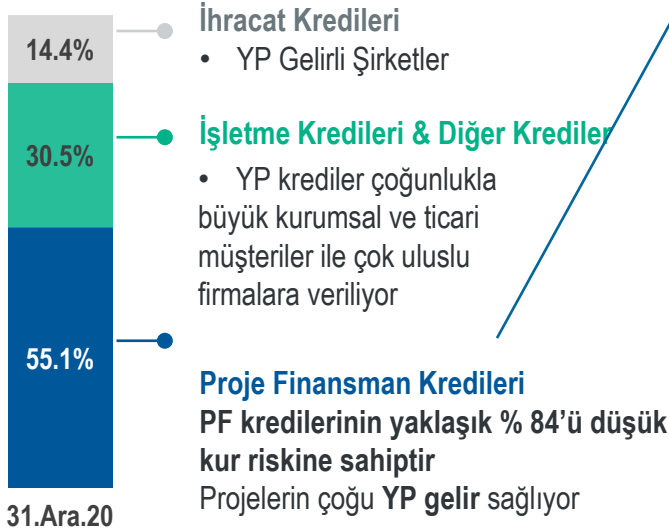 14.4%
İhracat Kredileri
• YP Gelirli Şirketler
30.5%
İşletme Kredileri & Diğer Krediler
• YP krediler çoğunlukla
büyük kurumsal ve ticari
müşteriler ile çok uluslu
firmalara veriliyor
55.1%
Proje Finansman Kredileri
PF kredilerinin yaklaşık % 84’ü düşük
kur riskine sahiptir
Projelerin çoğu YP gelir sağlıyor
31.Ara.20